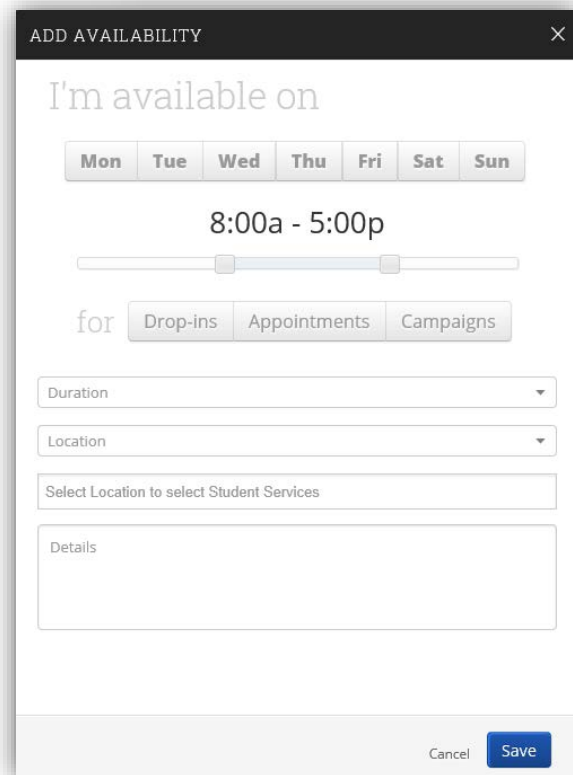 ADD AVAILABILITY
I'm available on
Mon Tue Wed Thu Fri Sat Sun
8:00a - 5:00p
for Drop-ins Appointments Campaigns
Duration
Location
Select Location to select Student Services
Details
Cancel Save